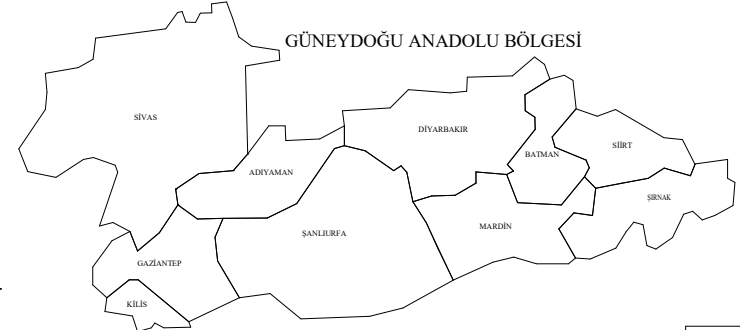 GÜNEYDOĞU ANADOLU BÖLGESİ
SİVAS
DİYARBAKIR
SİİRT
BATMAN
ADIYAMAN
ŞIRNAK
MARDİN
ŞANLIURFA
GAZİANTEP
KİLİS